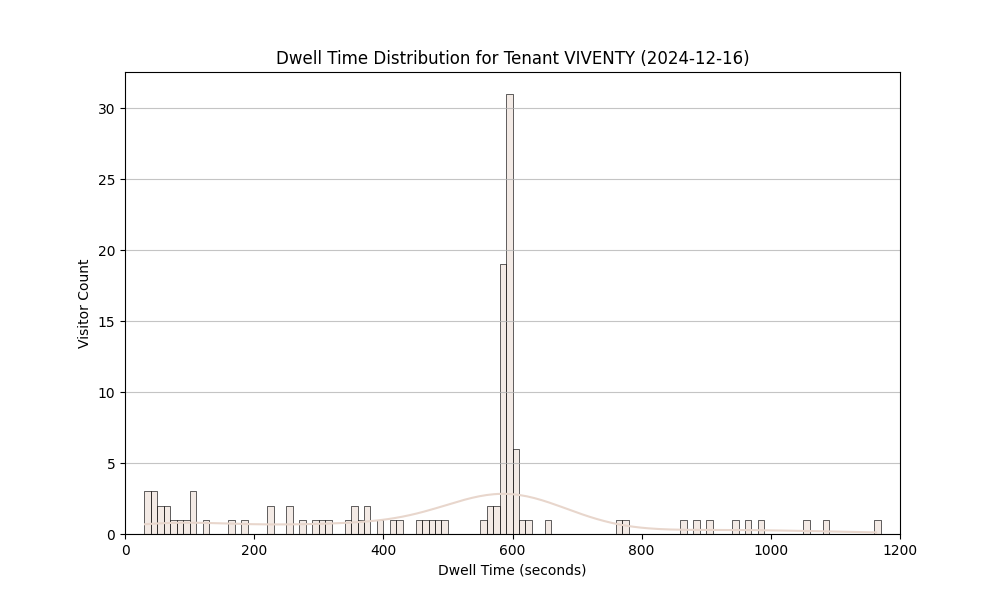 Dwell Time Distribution for Tenant VIVENTY (2024-12-16)
30
25
20
15
10
5
0
Visitor Count
0 200 400 600 800 1000 1200
Dwell Time (seconds)